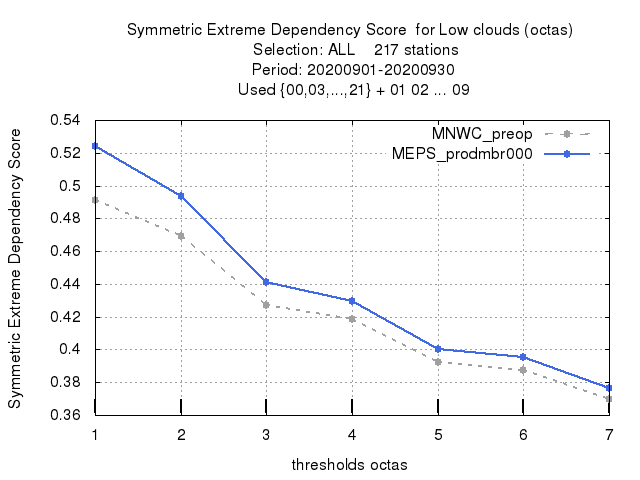 Symmetric Extreme Dependency Score  for Low clouds (octas)
Selection: ALL    217 stations
Period: 20200901-20200930
Used {00,03,...,21} + 01 02 ... 09
Symmetric Extreme Dependency Score
0.54
0.52
0.5
0.48
0.46
0.44
0.42
0.4
0.38
0.36
MNWC_preop
MEPS_prodmbr000
1 2 3 4 5 6 7
thresholds octas